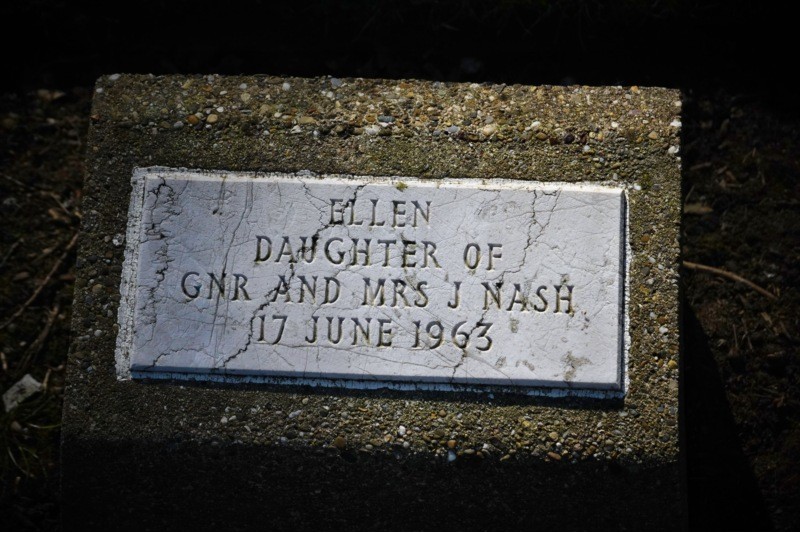 ELLEN
DAUGHTER OF
GNR AND MRS J NASH
17 JUNE 1963